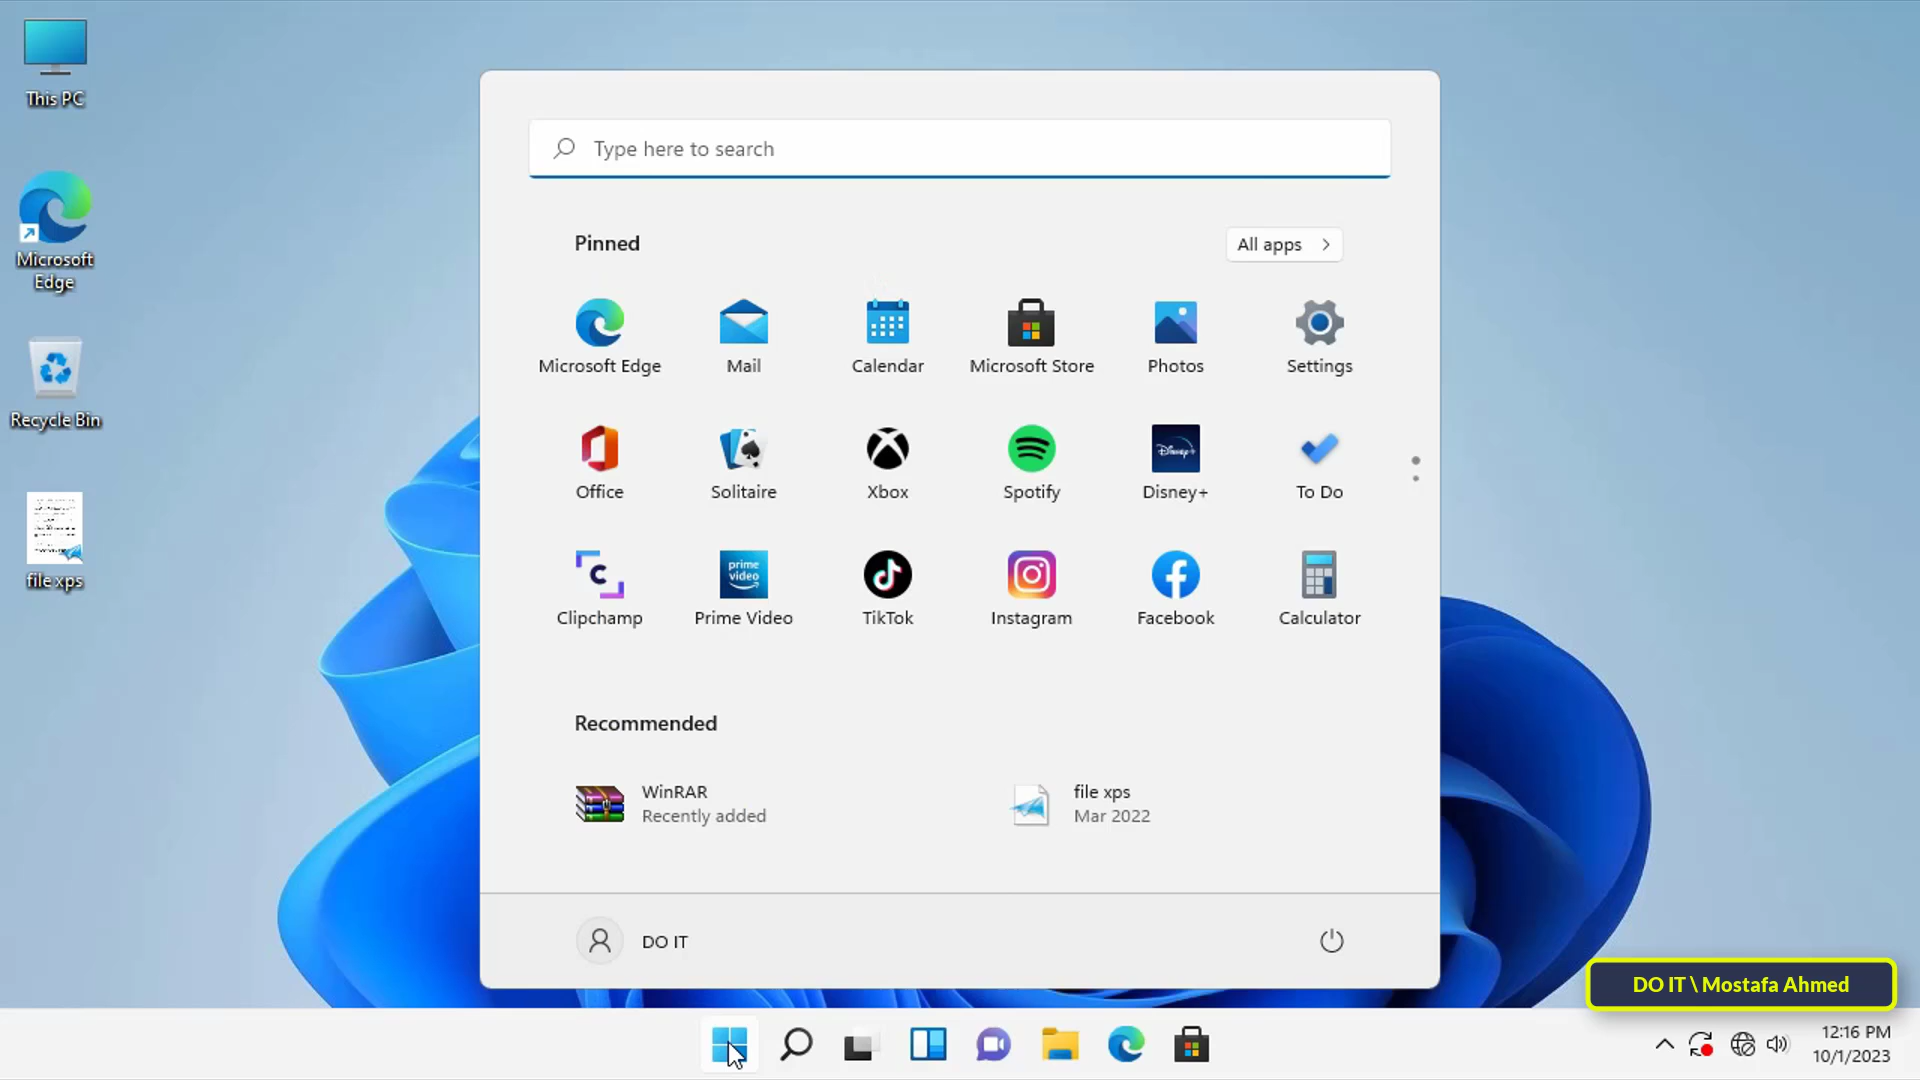 This PC
Microsoft
Edge
Recycle Bin
file xps
Type here to search
Pinned
All apps
Microsoft Edge
Mail
Calendar
Microsoft Store
Photos
Settings
Office
Solitaire
Xbox
Spotify
Disney+
Disney+
To Do
C
Clipchamp
prime
video
Prime Video
TikTok
Instagram
Facebook
Calculator
Recommended
WinRAR
Recently added
file xps
Mar 2022
DO IT
DO IT \ Mostafa Ahmed
12:16 PM
10/1/2023